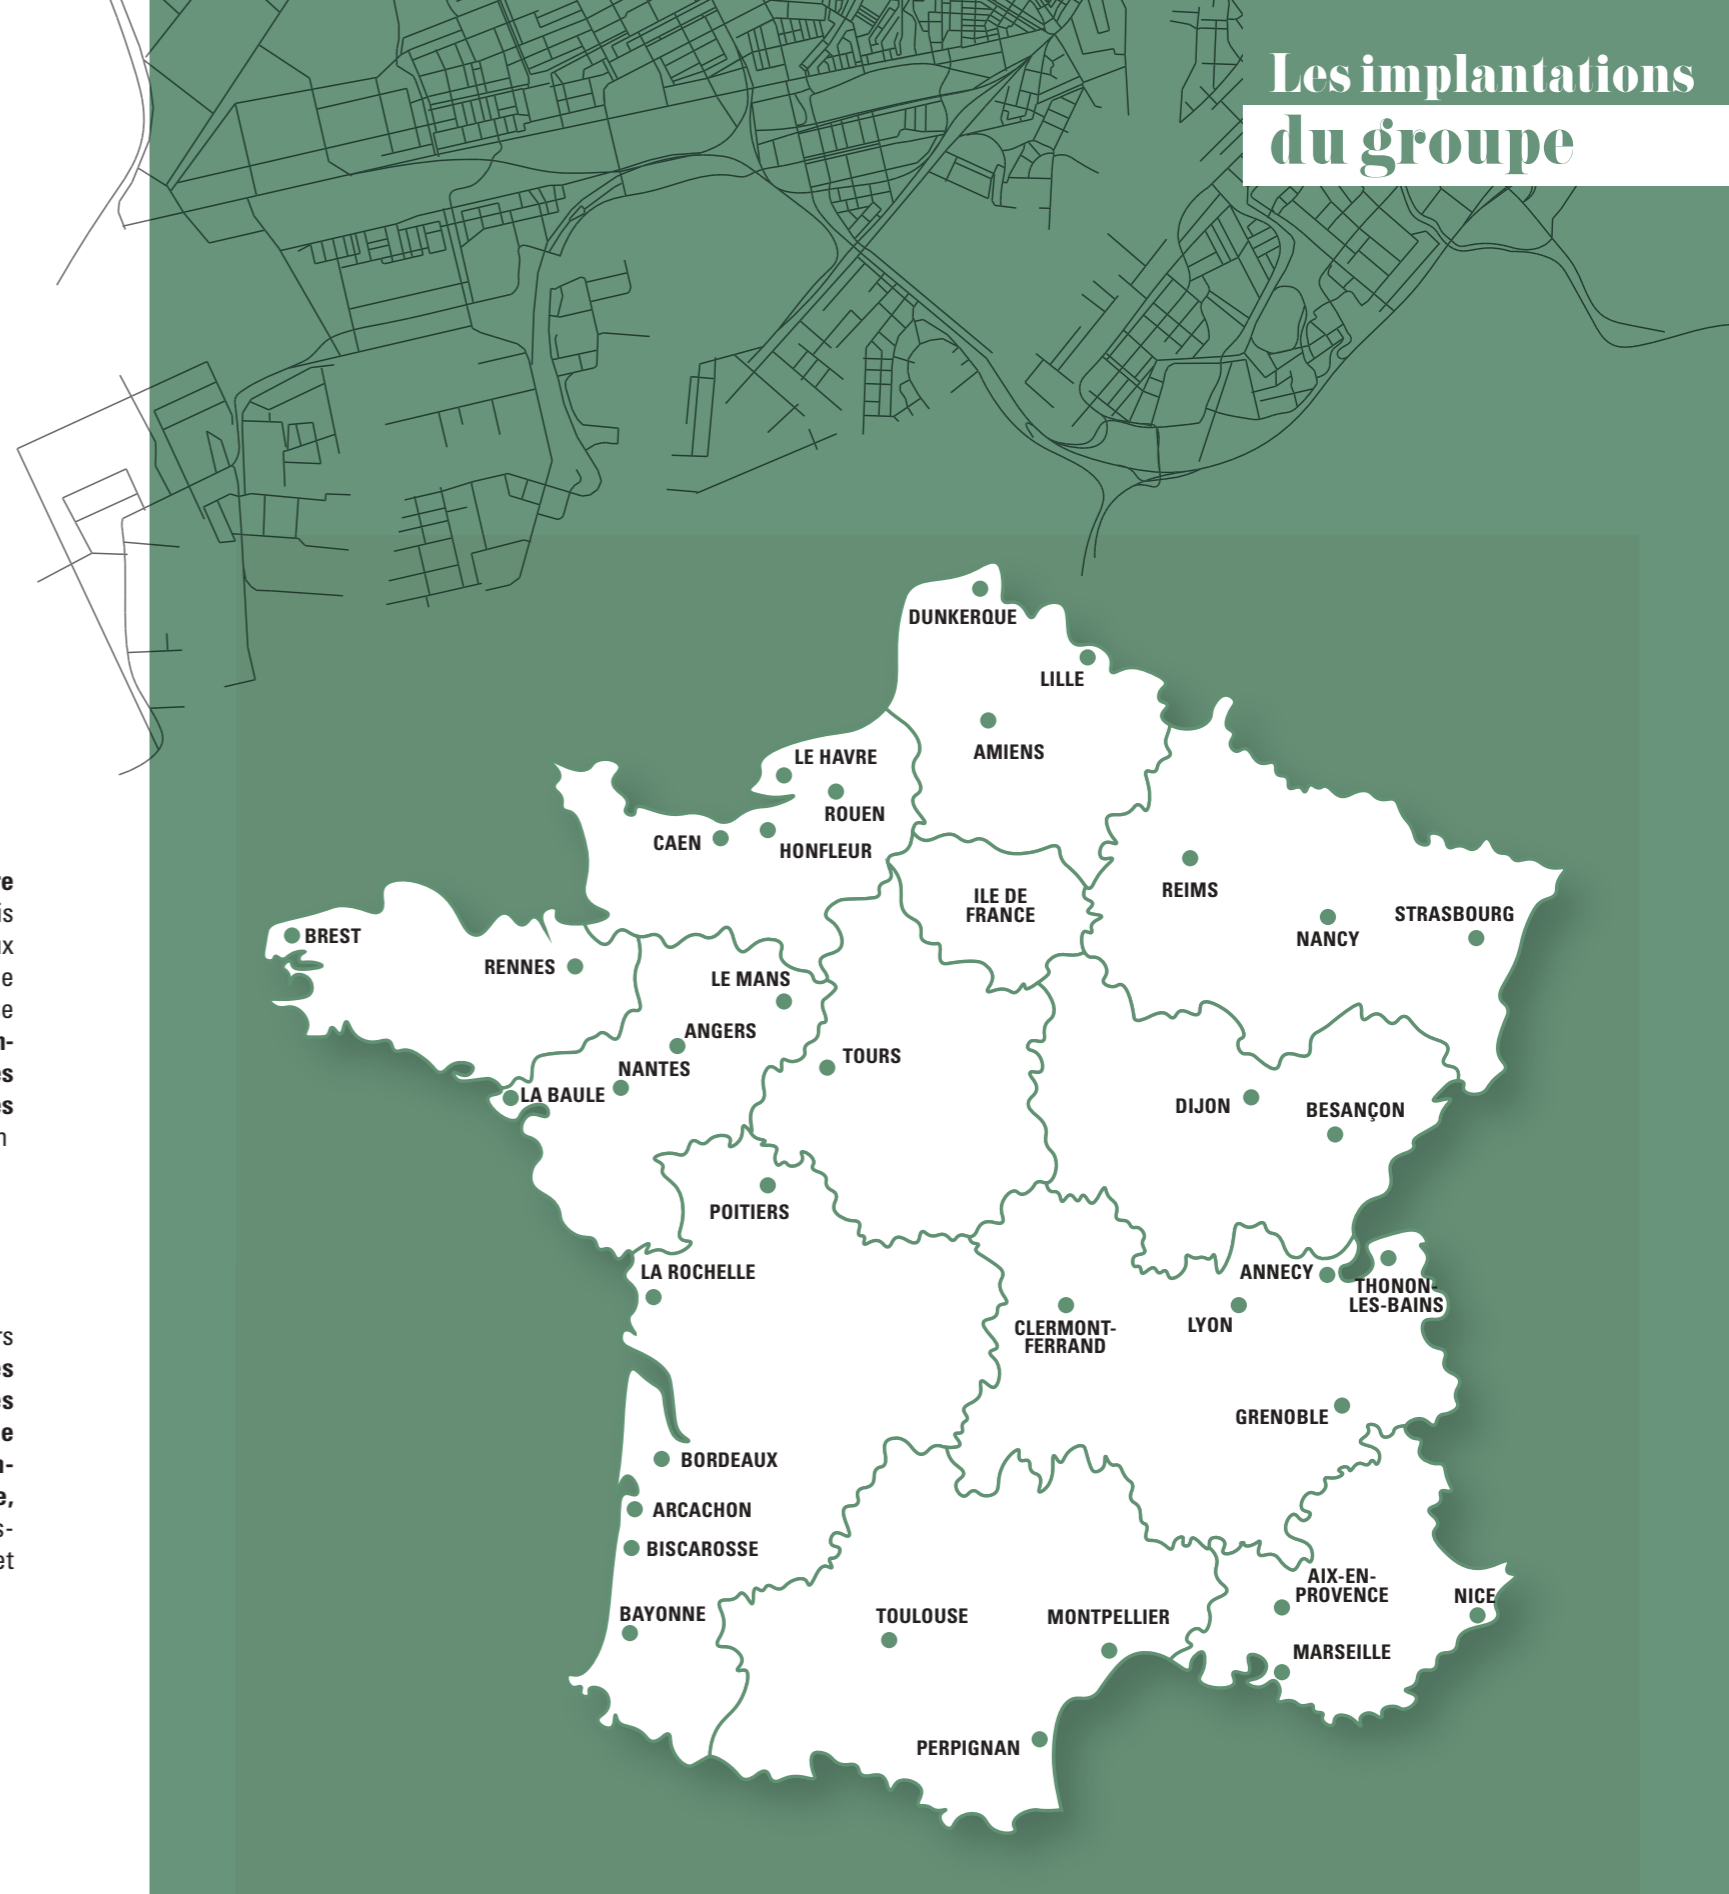 Les implantations
du groupe
DUNKERQUE
LILLE
AMIENS
LE HAVRE
ROUEN
CAEN
HONFLEUR
ILE DE
FRANCE
REIMS
NANCY
STRASBOURG
BREST
RENNES
LE MANS
ANGERS
NANTES
LA BAULE
TOURS
DIJON
BESANÇON
POITIERS
LA ROCHELLE
ANNECY
THONON-
LES-BAINS
LYON
CLERMONT-
FERRAND
GRENOBLE
BORDEAUX
ARCACHON
BISCAROSSE
BAYONNE
TOULOUSE
MONTPELLIER
AIX-EN-
PROVENCE
NICE
MARSEILLE
PERPIGNAN